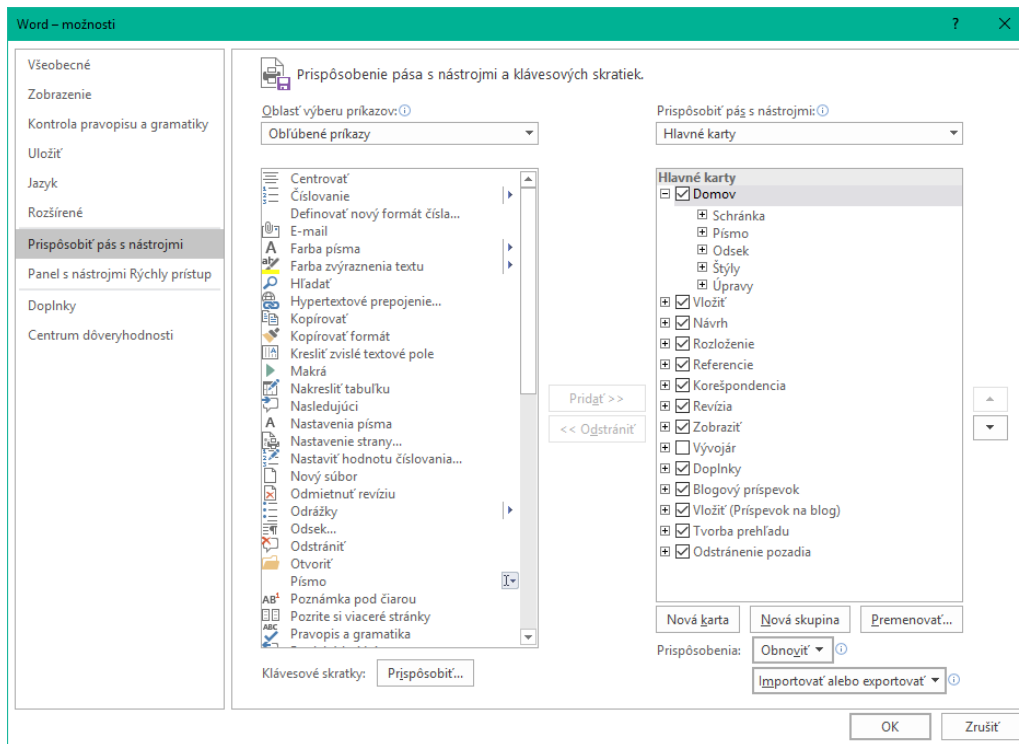 Word – možnosti
?
Všeobecné
Zobrazenie
Kontrola pravopisu a gramatiky
Uložiť
Jazyk
Rozšírené
Prispôsobiť pás s nástrojmi
Panel s nástrojmi Rýchly prístup
Doplnky
Centrum dôveryhodnosti
Prispôsobenie pása s nástrojmi a klávesových skratiek.
Oblasť výberu príkazov:
Obľúbené príkazy
Centrovať
Číslovanie
Definovať nový formát čísla...
E-mail
Farba písma
Farba zvýraznenia textu
Hľadať
Hypertextové prepojenie...
Kopírovať
Kopírovať formát
Kresliť zvislé textové pole
Makrá
Nakresliť tabuľku
Nasledujúci
Nastavenia písma
Nastavenie strany...
Nastaviť hodnotu číslovania...
Nový súbor
Odmietnuť revíziu
Odrážky
Odsek...
Odstrániť
Otvoriť
Písmo
Poznámka pod čiarou
Pozrite si viaceré stránky
Pravopis a gramatika
Klávesové skratky:
Prispôsobiť...
Pridať >>
<< Odstrániť
Prispôsobiť pás s nástrojmi:
Hlavné karty
Hlavné karty
Domov
Schránka
Písmo
Odsek
Štýly
Úpravy
Vložiť
Návrh
Rozloženie
Referencie
Korešpondencia
Revízia
Zobraziť
Vývojár
Doplnky
Blogový príspevok
Vložiť (Príspevok na blog)
Tvorba prehľadu
Odstránenie pozadia
Nová karta
Nová skupina
Premenovať...
Prispôsobenia:
Obnoviť
Importovať alebo exportovať
OK
Zrušiť